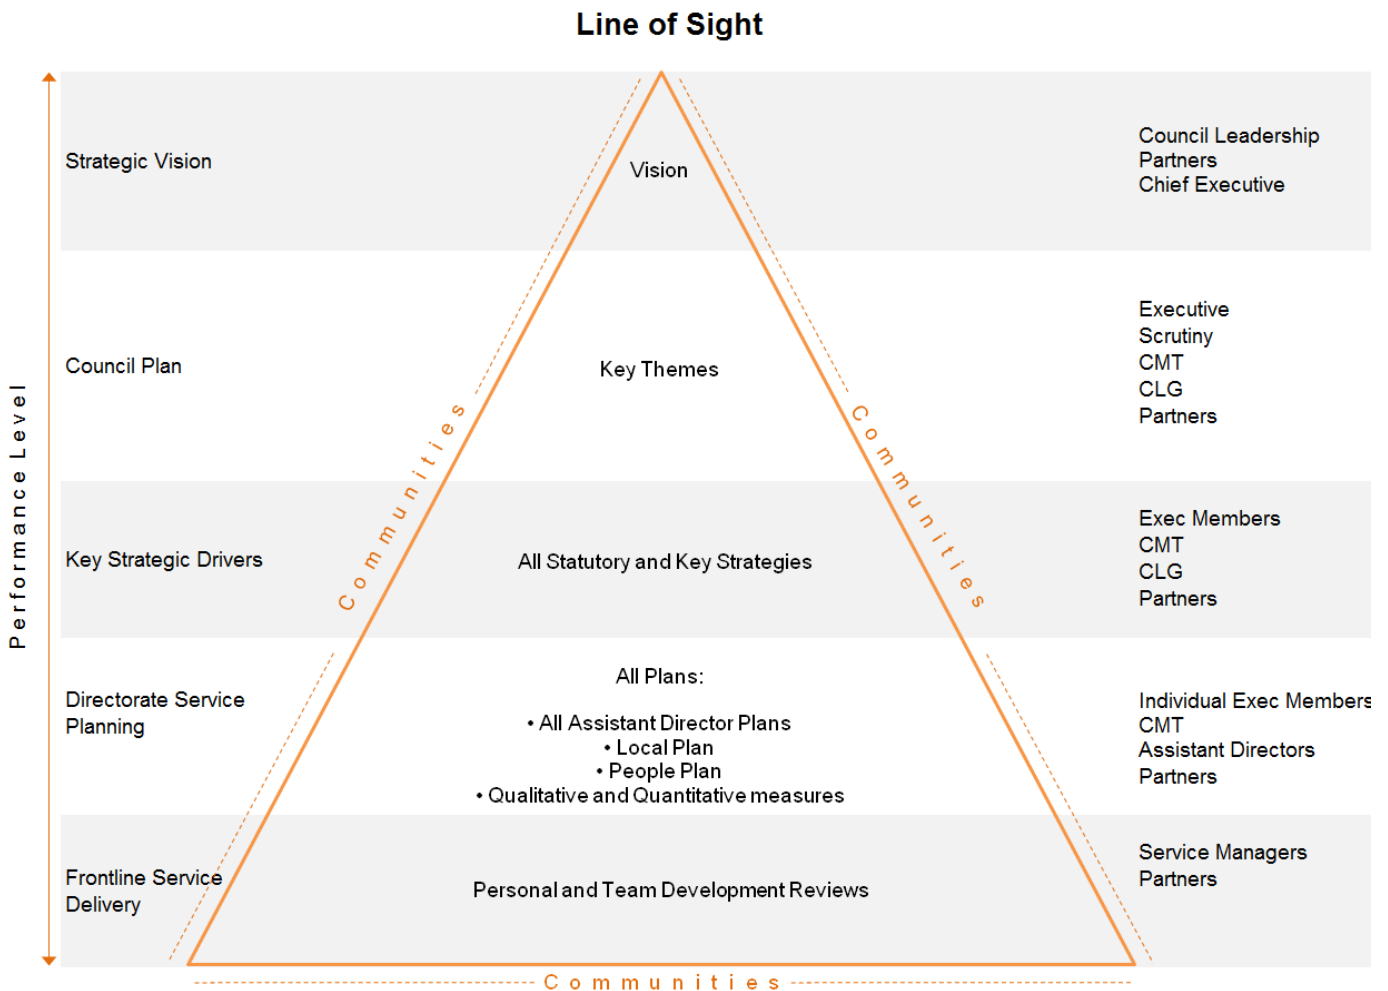 Line of Sight
Performance Level
Strategic Vision
Vision
Council Leadership
Partners
Chief Executive
Council Plan
Key Themes
Executive
Scrutiny
CMT
CLG
Partners
Communities
Communities
Key Strategic Drivers
All Statutory and Key Strategies
Exec Members
CMT
CLG
Partners
Directorate Service
Planning
All Plans:
• All Assistant Director Plans
• Local Plan
• People Plan
• Qualitative and Quantitative measures
Individual Exec Members
CMT
Assistant Directors
Partners
Frontline Service
Delivery
Personal and Team Development Reviews
Service Managers
Partners
Communities